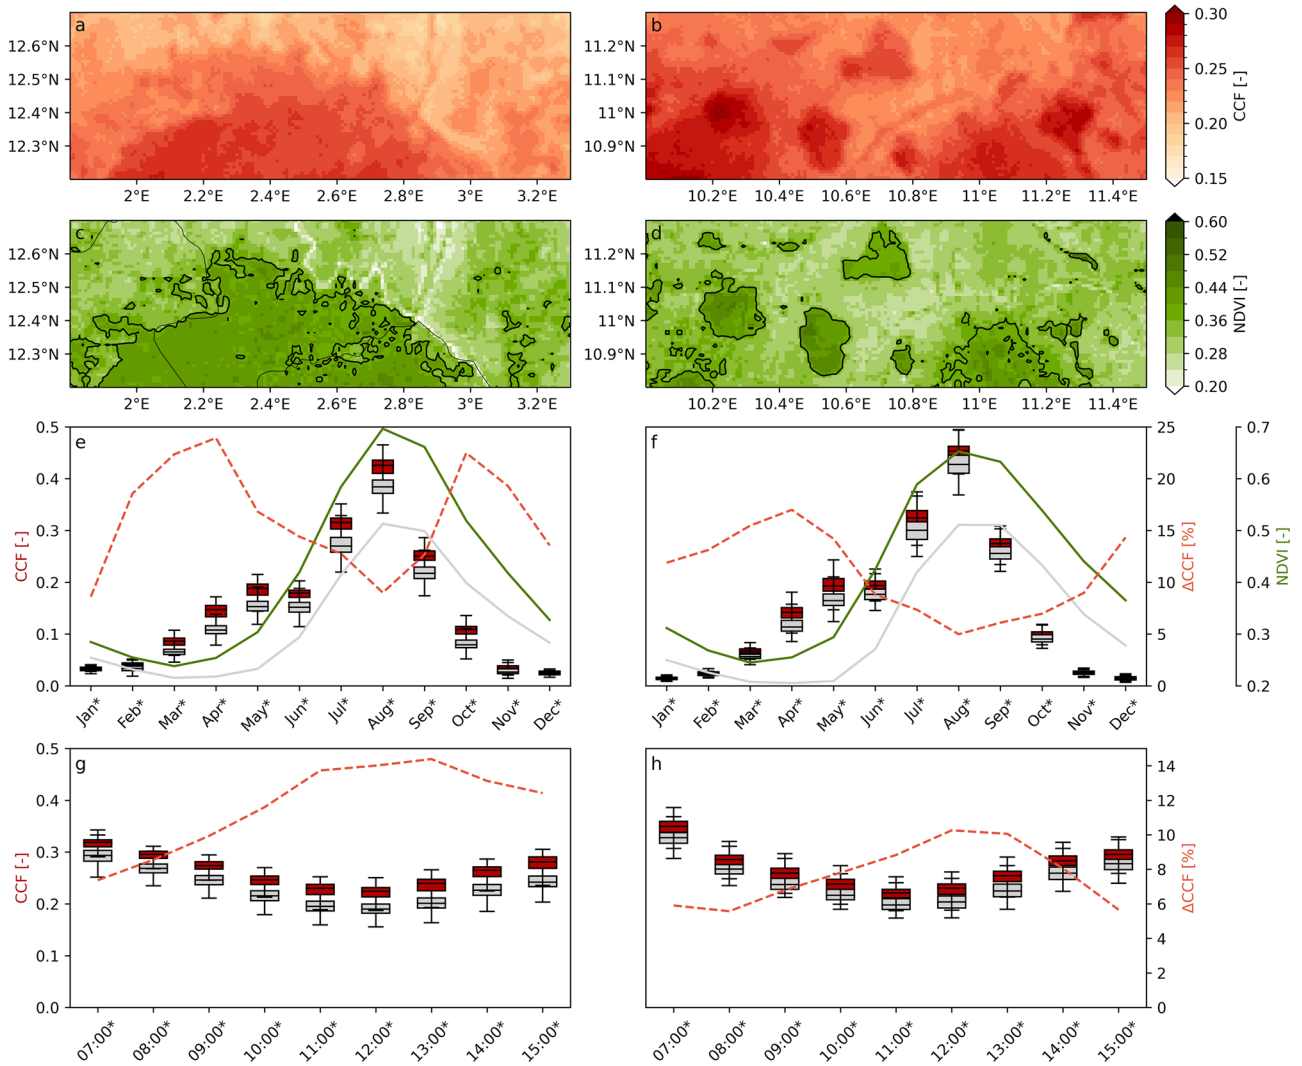 a
12.6°N
12.5°N
12.4°N
12.3°N
2°E 2.2°E 2.4°E 2.6°E 2.8°E 3°E 3.2°E
b
11.2°N
11.1°N
11°N
10.9°N
10.2°E 10.4°E 10.6°E 10.8°E 11°E 11.2°E 11.4°E
0.30
0.25
0.20
0.15
CCF [-]
c
12.6°N
12.5°N
12.4°N
12.3°N
2°E 2.2°E 2.4°E 2.6°E 2.8°E 3°E 3.2°E
d
11.2°N
11.1°N
11°N
10.9°N
10.2°E 10.4°E 10.6°E 10.8°E 11°E 11.2°E 11.4°E
0.60
0.52
0.44
0.36
0.28
0.20
NDVI [-]
e
0.5
0.4
0.3
0.2
0.1
0.0
CCF [-]
Jan* Feb* Mar* Apr* May* Jun* Jul* Aug* Sep* Oct* Nov* Dec*
f
25
20
15
10
5
0
ΔCCF [%]
0.7
0.6
0.5
0.4
0.3
0.2
NDVI [-]
Jan* Feb* Mar* Apr* May* Jun* Jul* Aug* Sep* Oct* Nov* Dec*
g
0.5
0.4
0.3
0.2
0.1
0.0
CCF [-]
07:00* 08:00* 09:00* 10:00* 11:00* 12:00* 13:00* 14:00* 15:00*
h
14
12
10
8
6
4
2
0
ΔCCF [%]
07:00* 08:00* 09:00* 10:00* 11:00* 12:00* 13:00* 14:00* 15:00*